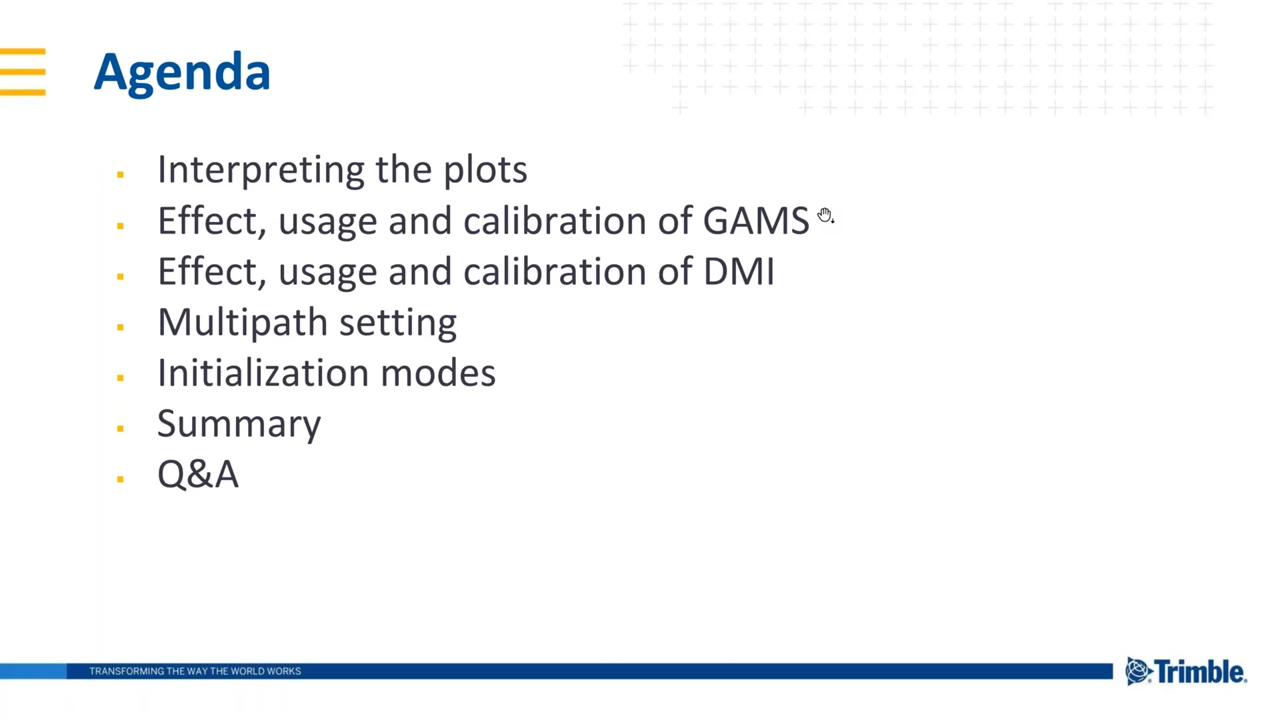 Agenda
Interpreting the plots
Effect, usage and calibration of GAMS
Effect, usage and calibration of DMI
Multipath setting
Initialization modes
Summary
Q&A
TRANSFORMING THE WAY THE WORLD WORKS
Trimble